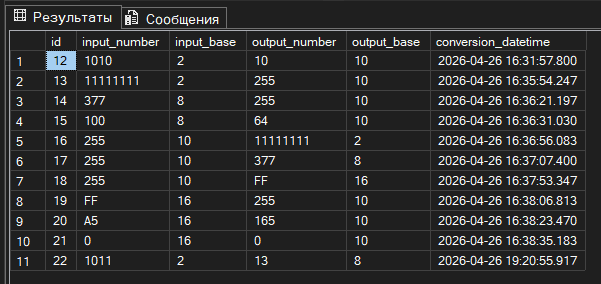 Результаты Сообщения
id input_number input_base output_number output_base conversion_datetime
1 12 1010 2 10 10 2026-04-26 16:31:57.800
2 13 11111111 2 255 10 2026-04-26 16:35:54.247
3 14 377 8 255 10 2026-04-26 16:36:21.197
4 15 100 8 64 10 2026-04-26 16:36:31.030
5 16 255 10 11111111 2 2026-04-26 16:36:56.083
6 17 255 10 377 8 2026-04-26 16:37:07.400
7 18 255 10 FF 16 2026-04-26 16:37:53.347
8 19 FF 16 255 10 2026-04-26 16:38:06.813
9 20 A5 16 165 10 2026-04-26 16:38:23.470
10 21 0 16 0 10 2026-04-26 16:38:35.183
11 22 1011 2 13 8 2026-04-26 19:20:55.917